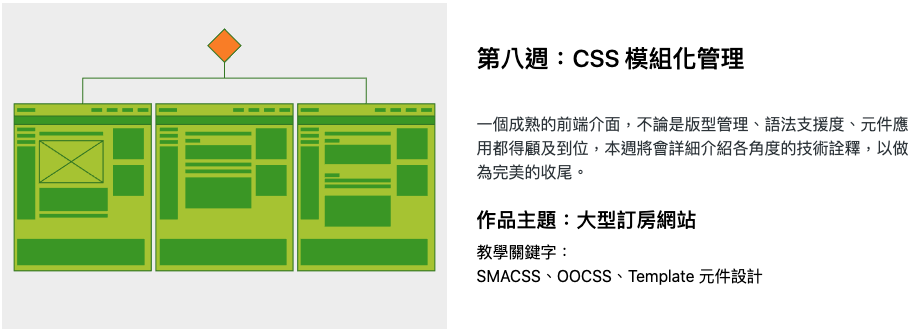 第八週：CSS 模組化管理
一個成熟的前端介面，不論是版型管理、語法支援度、元件應
用都得顧及到位，本週將會詳細介紹各角度的技術詮釋，以做
為完美的收尾。
作品主題：大型訂房網站
教學關鍵字：
SMACSS、OOCSS、Template 元件設計